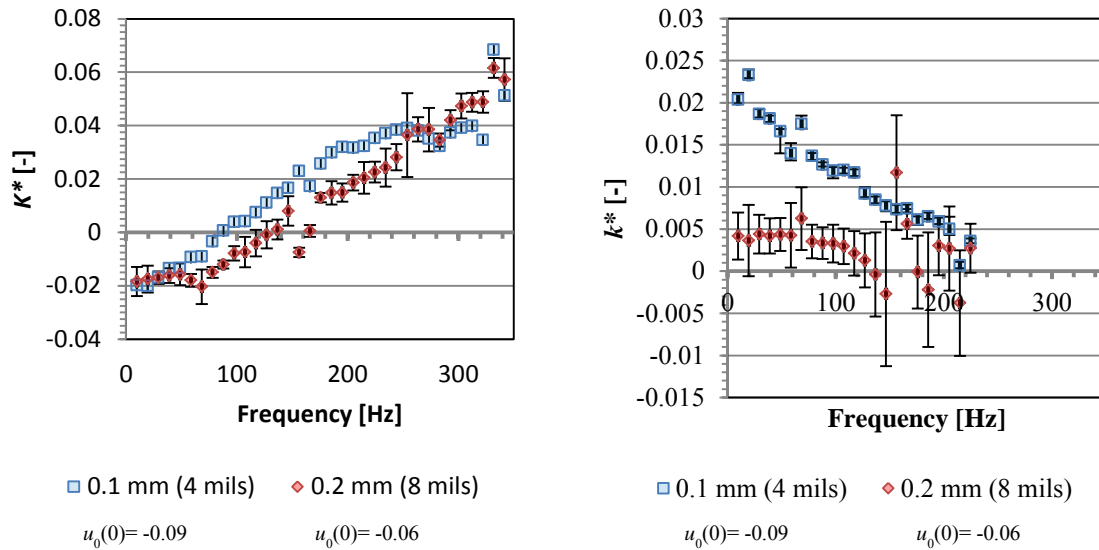 0.08
0.06
0.04
0.02
0
-0.02
-0.04
K* [-]
0 100 200 300
Frequency [Hz]
0.1 mm (4 mils) 0.2 mm (8 mils)
u₀(0)= -0.09 u₀(0)= -0.06
0.03
0.025
0.02
0.015
0.01
0.005
0
-0.005
-0.01
-0.015
k* [-]
0 100 200 300
Frequency [Hz]
0.1 mm (4 mils) 0.2 mm (8 mils)
u₀(0)= -0.09 u₀(0)= -0.06